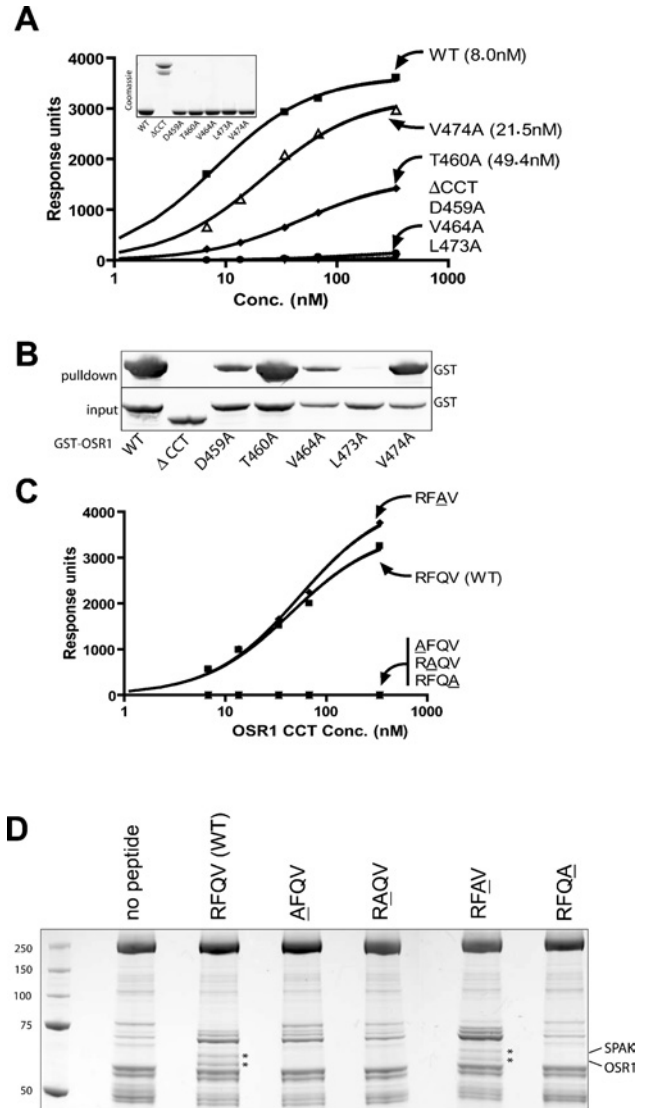 A
4000
3000
2000
1000
0
Response units
1
10
100
1000
Conc. (nM)
Coomassie
WT
ΔCCT
D459A
T460A
V464A
L473A
V474A
WT (8.0nM)
V474A (21.5nM)
T460A (49.4nM)
ΔCCT
D459A
V464A
L473A
B
pulldown
GST
input
GST
GST-OSR1
WT
Δ CCT
D459A
T460A
V464A
L473A
V474A
C
4000
3000
2000
1000
0
Response units
1
10
100
1000
OSR1 CCT Conc. (nM)
RFAV
RFQV (WT)
AFQV
RAQV
RFQA
D
no peptide
RFQV (WT)
AFQV
RAQV
RFAV
RFQA
250
150
100
75
50
*
*
*
*
SPAK
OSR1